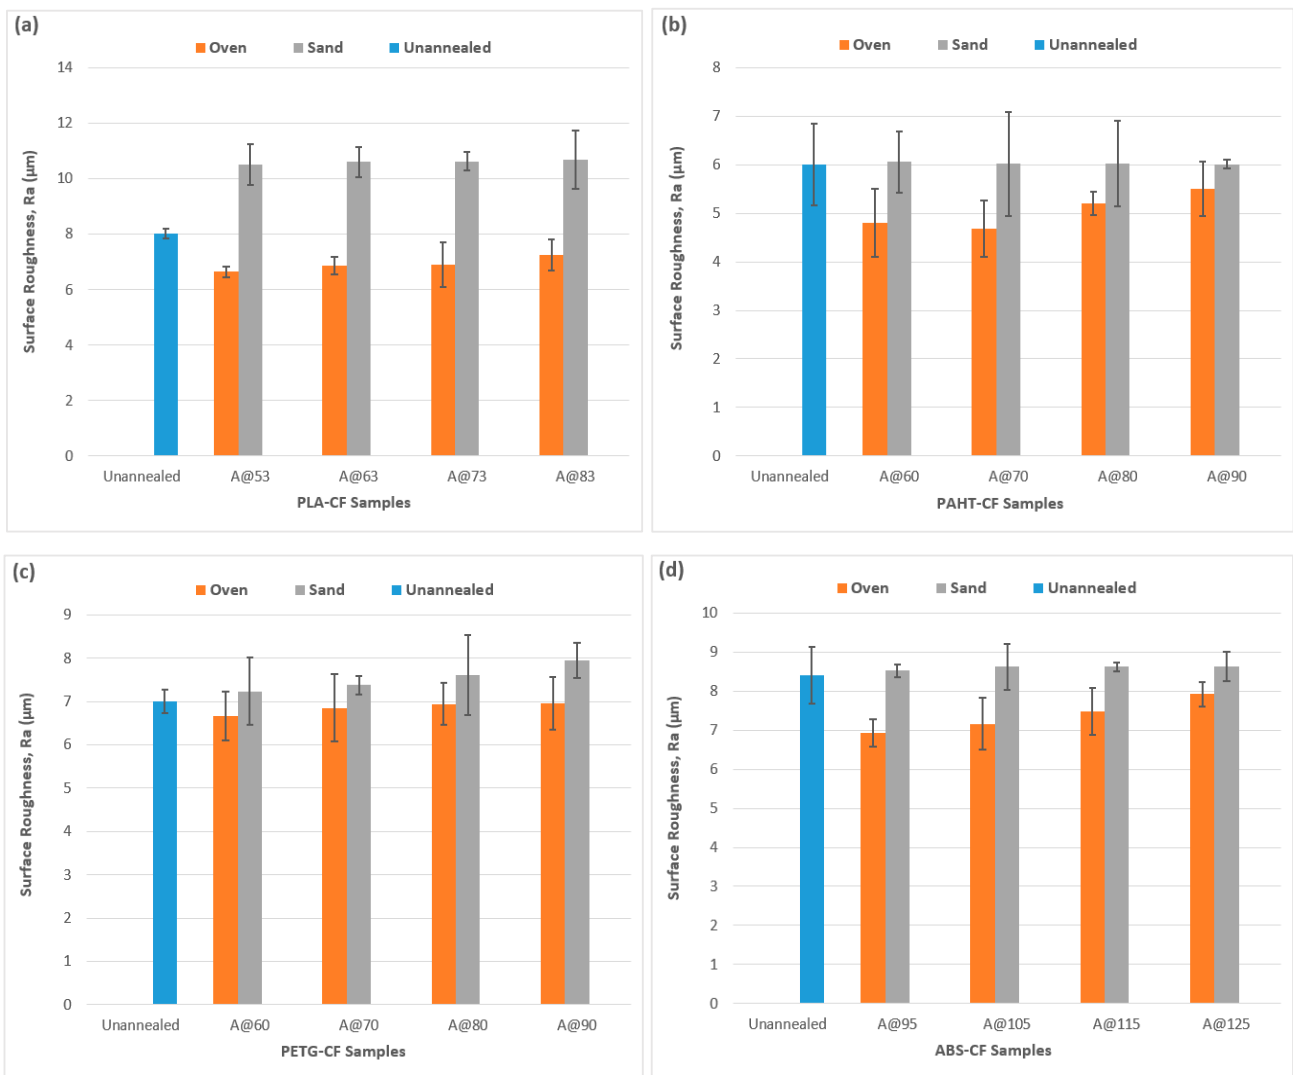 (a)
Oven Sand Unannealed
14
12
10
8
6
4
2
0
Surface Roughness, Ra (µm)
Unannealed A@53 A@63 A@73 A@83
PLA-CF Samples
(b)
Oven Sand Unannealed
8
7
6
5
4
3
2
1
0
Surface Roughness, Ra (µm)
Unannealed A@60 A@70 A@80 A@90
PAHT-CF Samples
(c)
Oven Sand Unannealed
9
8
7
6
5
4
3
2
1
0
Surface Roughness, Ra (µm)
Unannealed A@60 A@70 A@80 A@90
PETG-CF Samples
(d)
Oven Sand Unannealed
10
9
8
7
6
5
4
3
2
1
0
Surface Roughness, Ra (µm)
Unannealed A@95 A@105 A@115 A@125
ABS-CF Samples